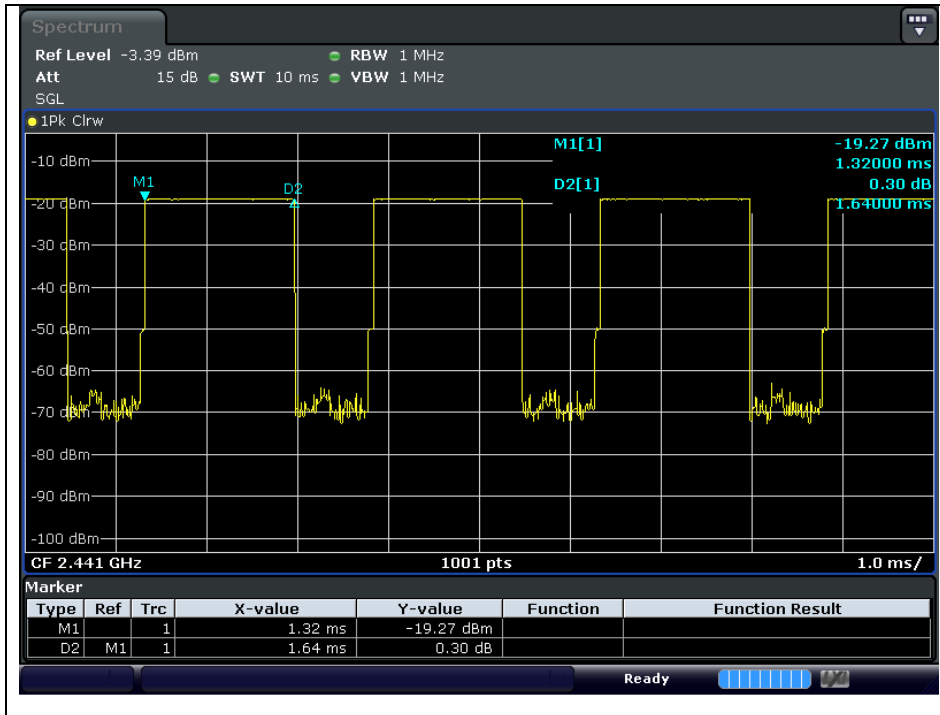 Spectrum
Ref Level -3.39 dBm RBW 1 MHz
Att 15 dB SWT 10 ms VBW 1 MHz
SGL
1Pk Clrw
M1[1] -19.27 dBm
1.32000 ms
D2[1] 0.30 dB
1.64000 ms
M1
D2
-10 dBm
-20 dBm
-30 dBm
-40 dBm
-50 dBm
-60 dBm
-70 dBm
-80 dBm
-90 dBm
-100 dBm
CF 2.441 GHz 1001 pts 1.0 ms/
Marker
Type Ref Trc X-value Y-value Function Function Result
M1 1 1.32 ms -19.27 dBm
D2 M1 1 1.64 ms 0.30 dB
Ready